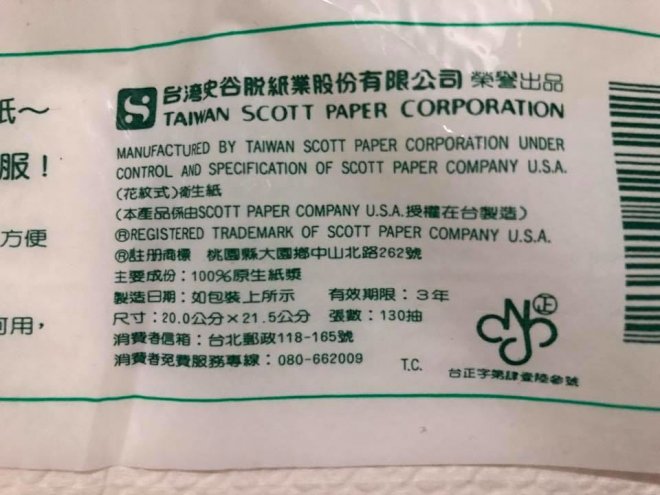 紙～
服！
方便
可用，
台湾史谷脱紙業股份有限公司 榮譽出品
TAIWAN SCOTT PAPER CORPORATION
MANUFACTURED BY TAIWAN SCOTT PAPER CORPORATION UNDER
CONTROL AND SPECIFICATION OF SCOTT PAPER COMPANY U.S.A.
(花紋式)衛生紙
(本產品係由SCOTT PAPER COMPANY U.S.A.授權在台製造)
®REGISTERED TRADEMARK OF SCOTT PAPER COMPANY U.S.A.
®註册商標 桃園縣大園鄉中山北路262號
主要成份：100%原生紙漿
製造日期：如包裝上所示 有效期限：3年
尺寸：20.0公分×21.5公分 張數：130抽
消費者信箱：台北郵政118-165號
消費者免費服務專線：080-662009
T.C.
正
台正字第肆壹陸參號